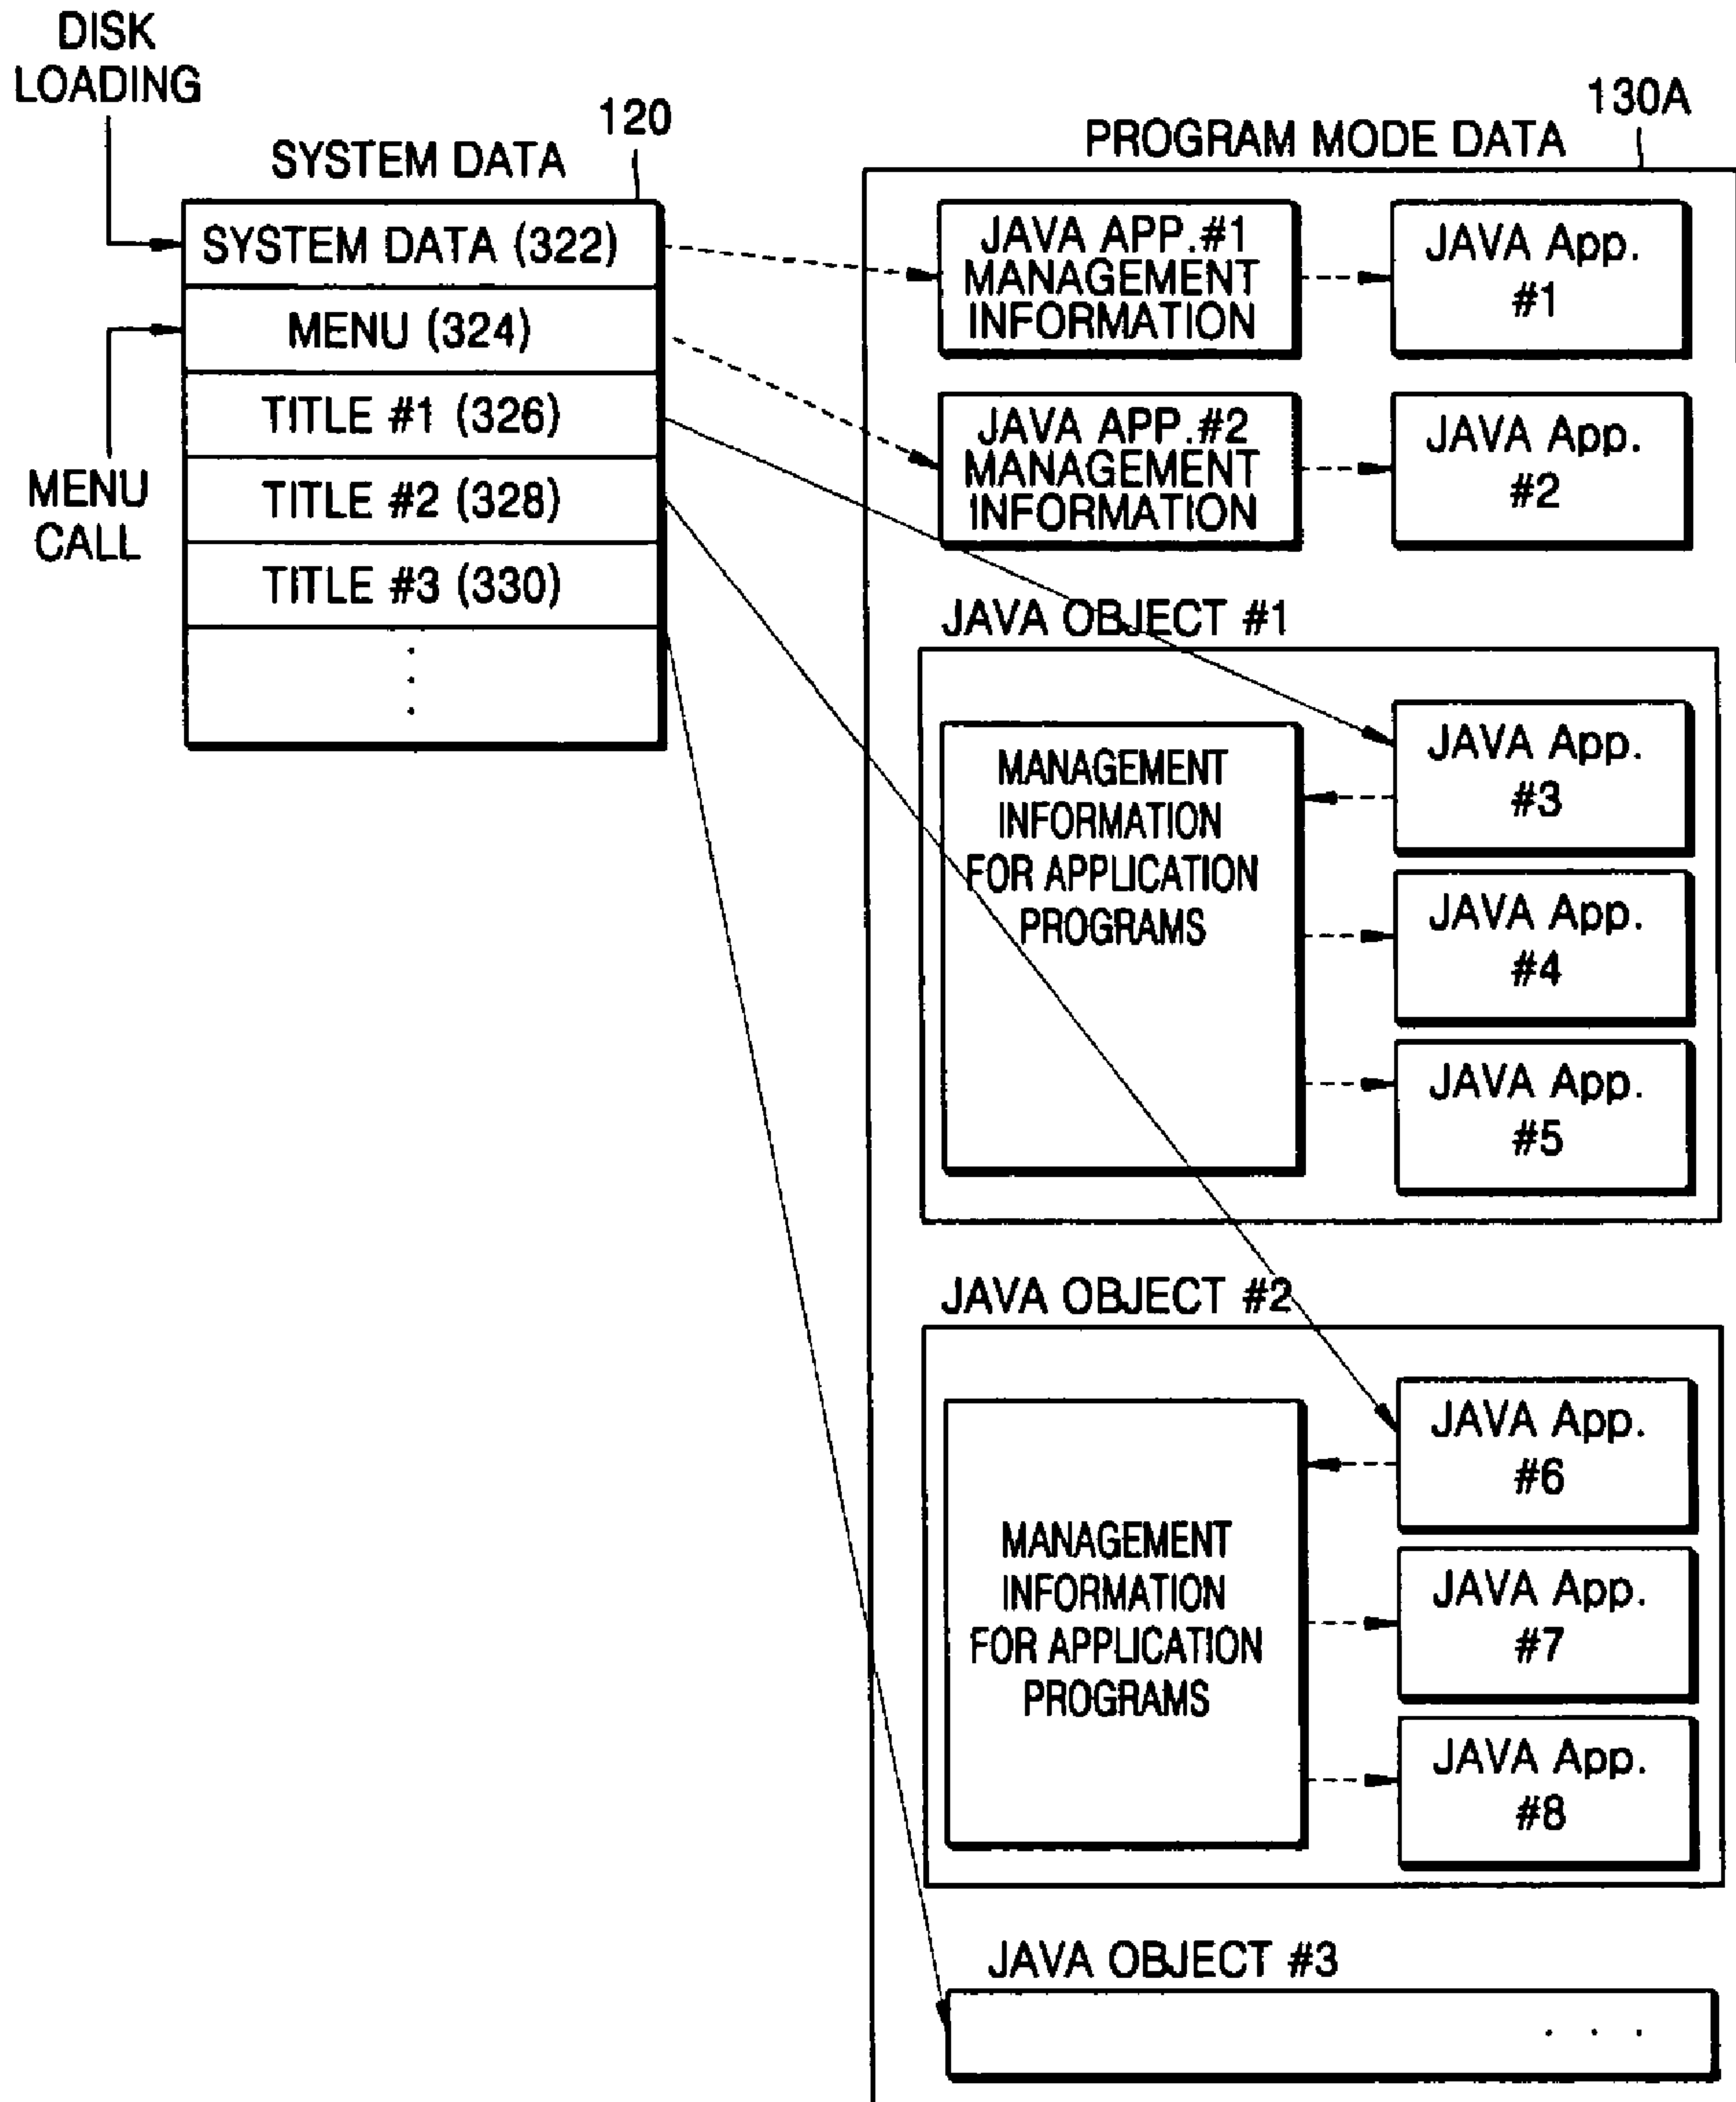 DISK
LOADING
120
SYSTEM DATA
SYSTEM DATA (322)
MENU (324)
TITLE #1 (326)
TITLE #2 (328)
TITLE #3 (330)
MENU
CALL
130A
PROGRAM MODE DATA
JAVA APP.#1
MANAGEMENT
INFORMATION
JAVA App.
#1
JAVA APP.#2
MANAGEMENT
INFORMATION
JAVA App.
#2
JAVA OBJECT #1
MANAGEMENT
INFORMATION
FOR APPLICATION
PROGRAMS
JAVA App.
#3
JAVA App.
#4
JAVA App.
#5
JAVA OBJECT #2
MANAGEMENT
INFORMATION
FOR APPLICATION
PROGRAMS
JAVA App.
#6
JAVA App.
#7
JAVA App.
#8
JAVA OBJECT #3
. . .